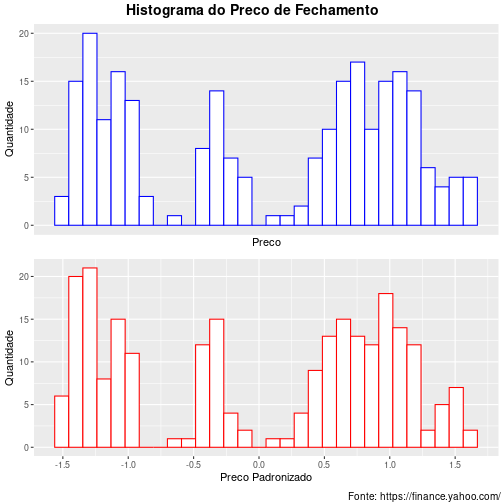 Histograma do Preco de Fechamento
Quantidade
20
15
10
5
0
Preco
Quantidade
20
15
10
5
0
-1.5 -1.0 -0.5 0.0 0.5 1.0 1.5
Preco Padronizado
Fonte: https://finance.yahoo.com/